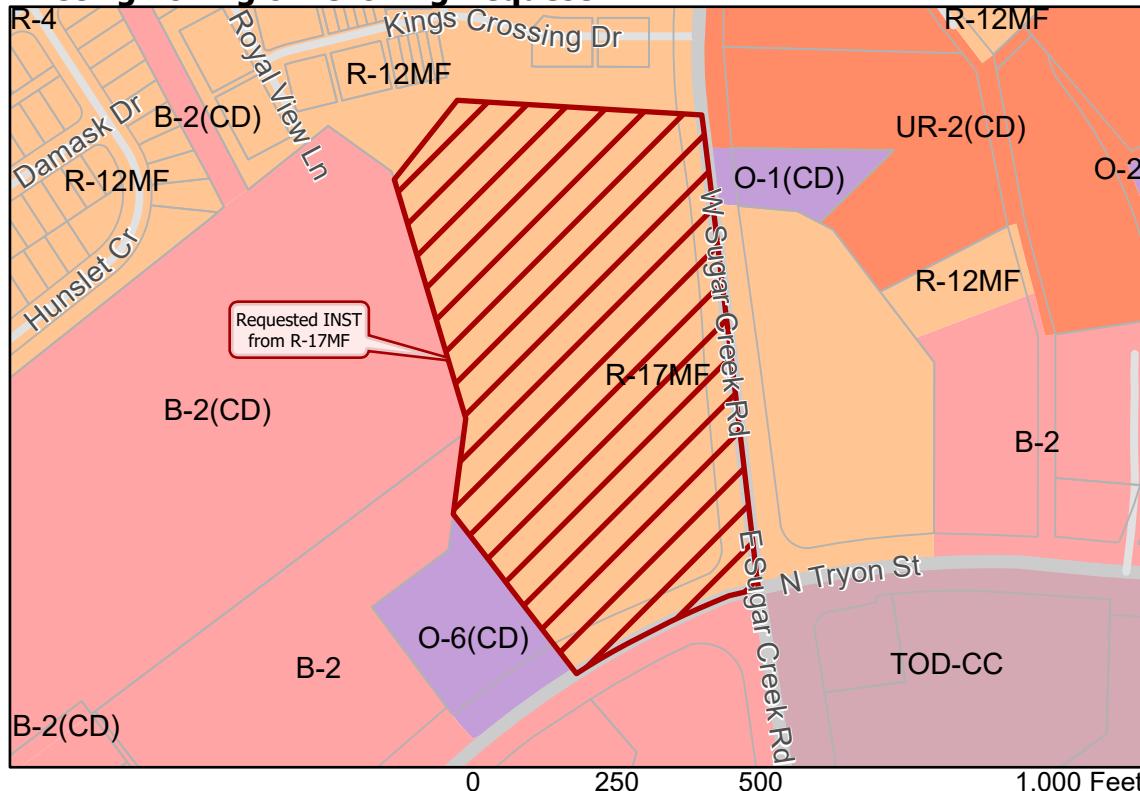 R-4
Kings Crossing Dr
R-12MF
Royal View Ln
R-12MF
B-2(CD)
UR-2(CD)
Damask Dr
R-12MF
O-1(CD)
O-2
W Sugar Creek Rd
Hunslet Cr
R-12MF
Requested INST
from R-17MF
R-17MF
B-2(CD)
B-2
E Sugar Creek Rd
N Tryon St
O-6(CD)
B-2
TOD-CC
B-2(CD)
0 250 500 1,000 Feet